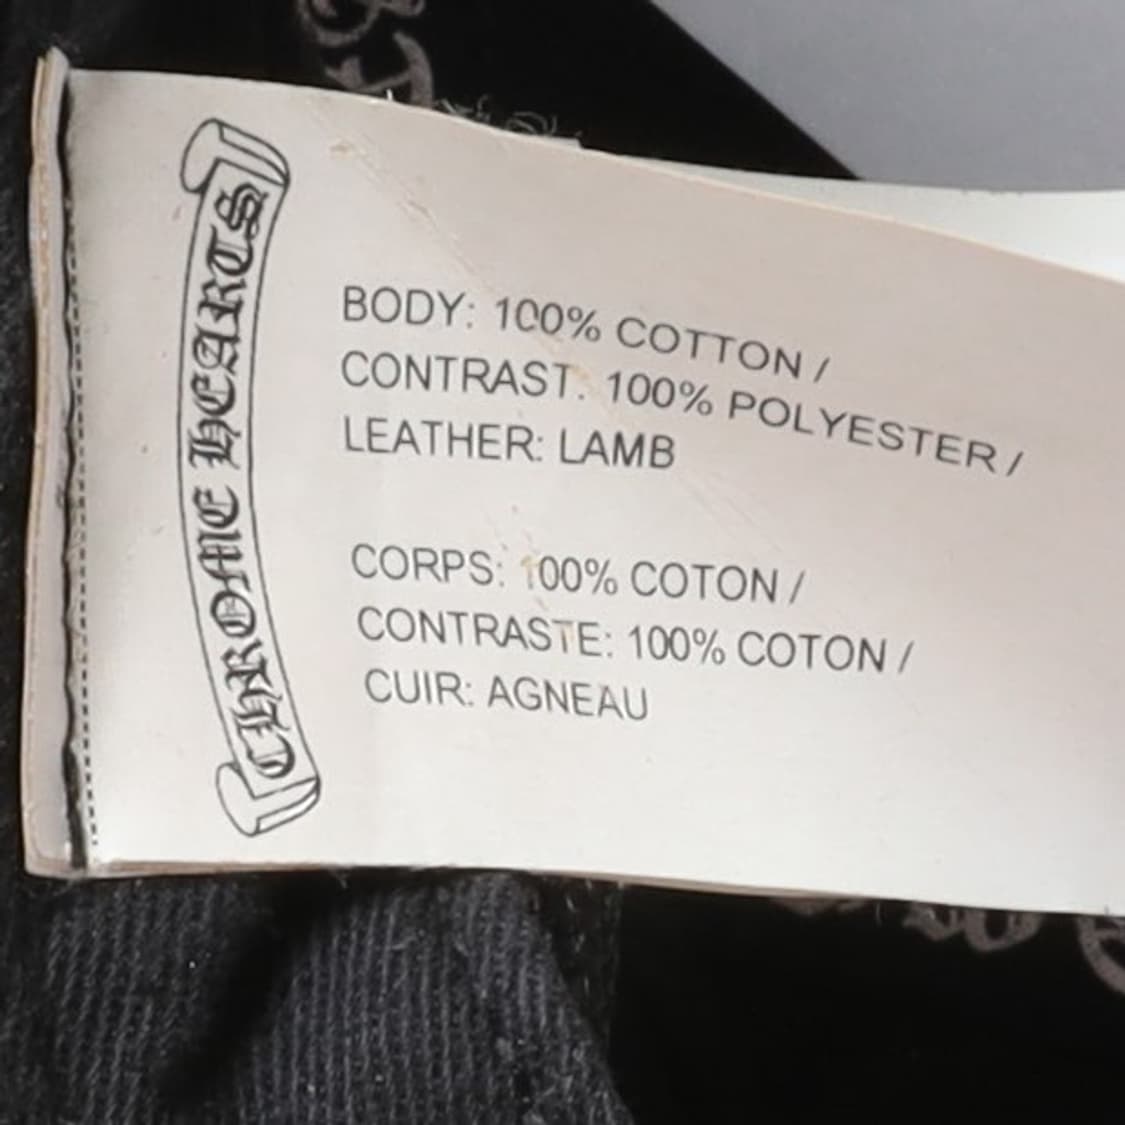 CHROME HEARTS
BODY: 100% COTTON /
CONTRAST: 100% POLYESTER /
LEATHER: LAMB
CORPS: 100% COTON /
CONTRASTE: 100% COTON /
CUIR: AGNEAU